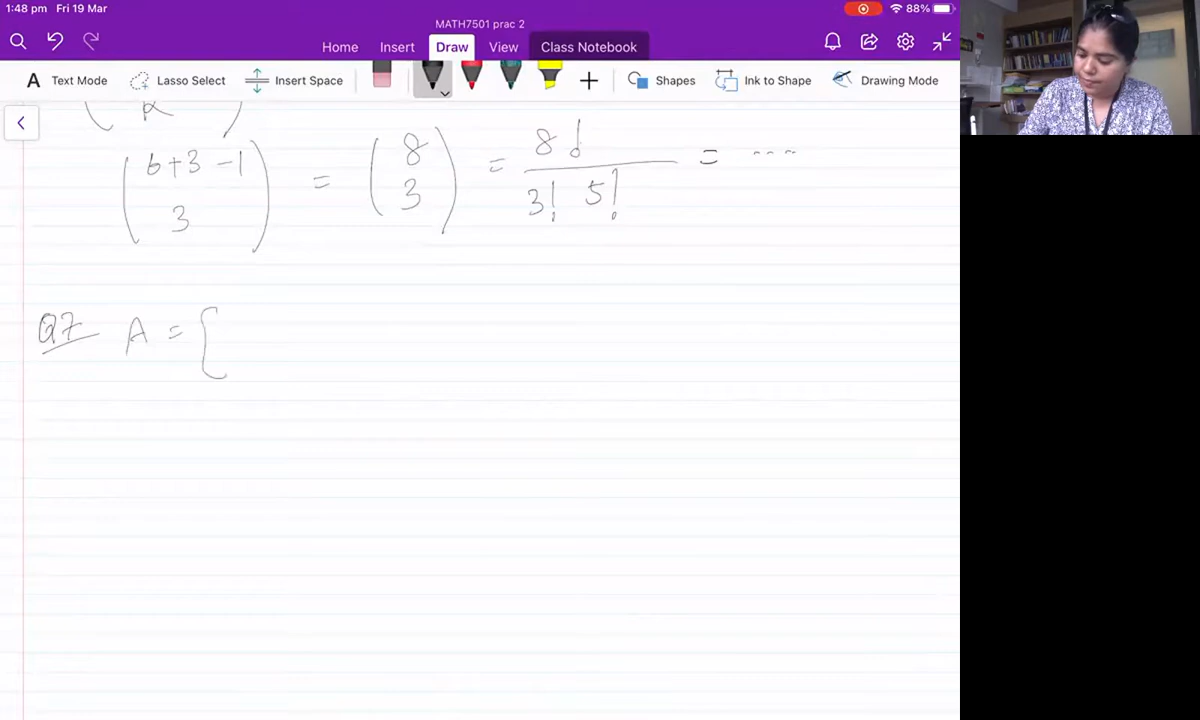 1:48 pm Fri 19 Mar 88%
MATH7501 prac 2
Home Insert Draw View Class Notebook
A Text Mode Lasso Select Insert Space Shapes Ink to Shape Drawing Mode
( K )
(6+3-1 3) = (8 3) = 8! / 3! 5! = ---
Q7 A = {